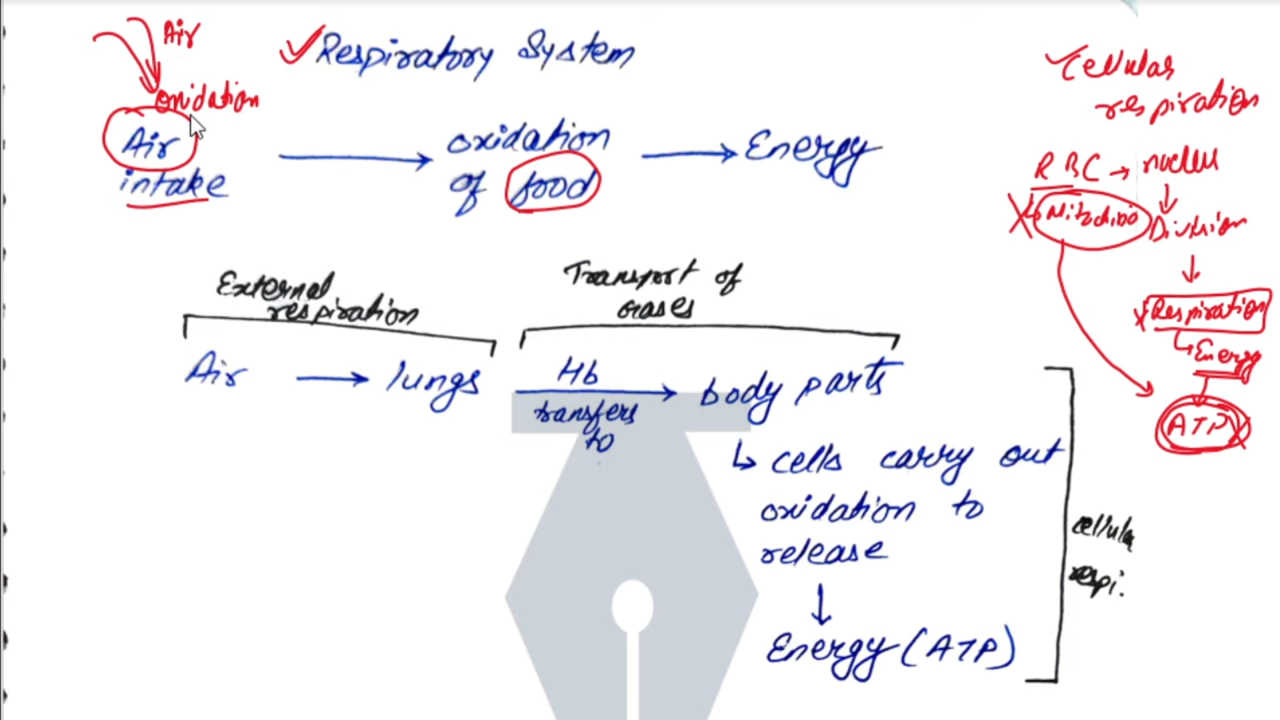 Air
✓Respiratory System
oxidation
Air
intake
→ oxidation
of food
→ Energy
✓Cellular
respiration
RBC → nucleus
↓
Division
↓
Respiration
↳ Energy
ATP
External
respiration
Transport of
Gases
Air → lungs
Hb
transfers
to
→ body parts
↳ cells carry out
oxidation to
release
↓
Energy (ATP)
respi.